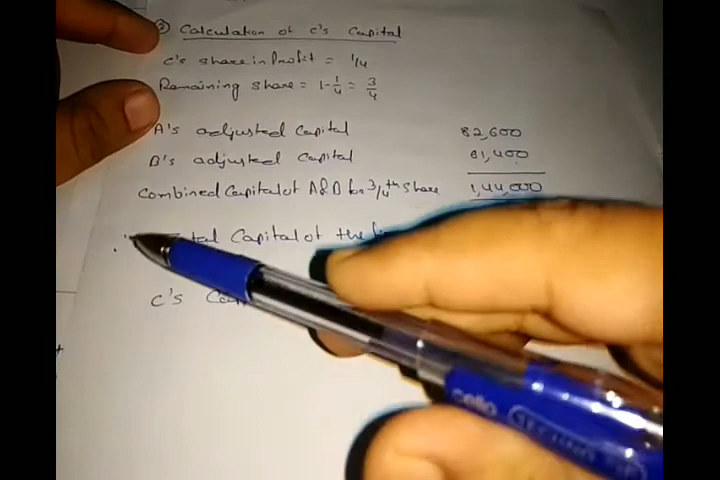 ③ Calculation of C's Capital
C's share in Profit = 1/4
Remaining share = 1-1/4 = 3/4
A's adjusted Capital 82,600
B's adjusted Capital 61,400
Combined Capital of A&B for 3/4th share 1,44,000
Capital of the
C's
cello